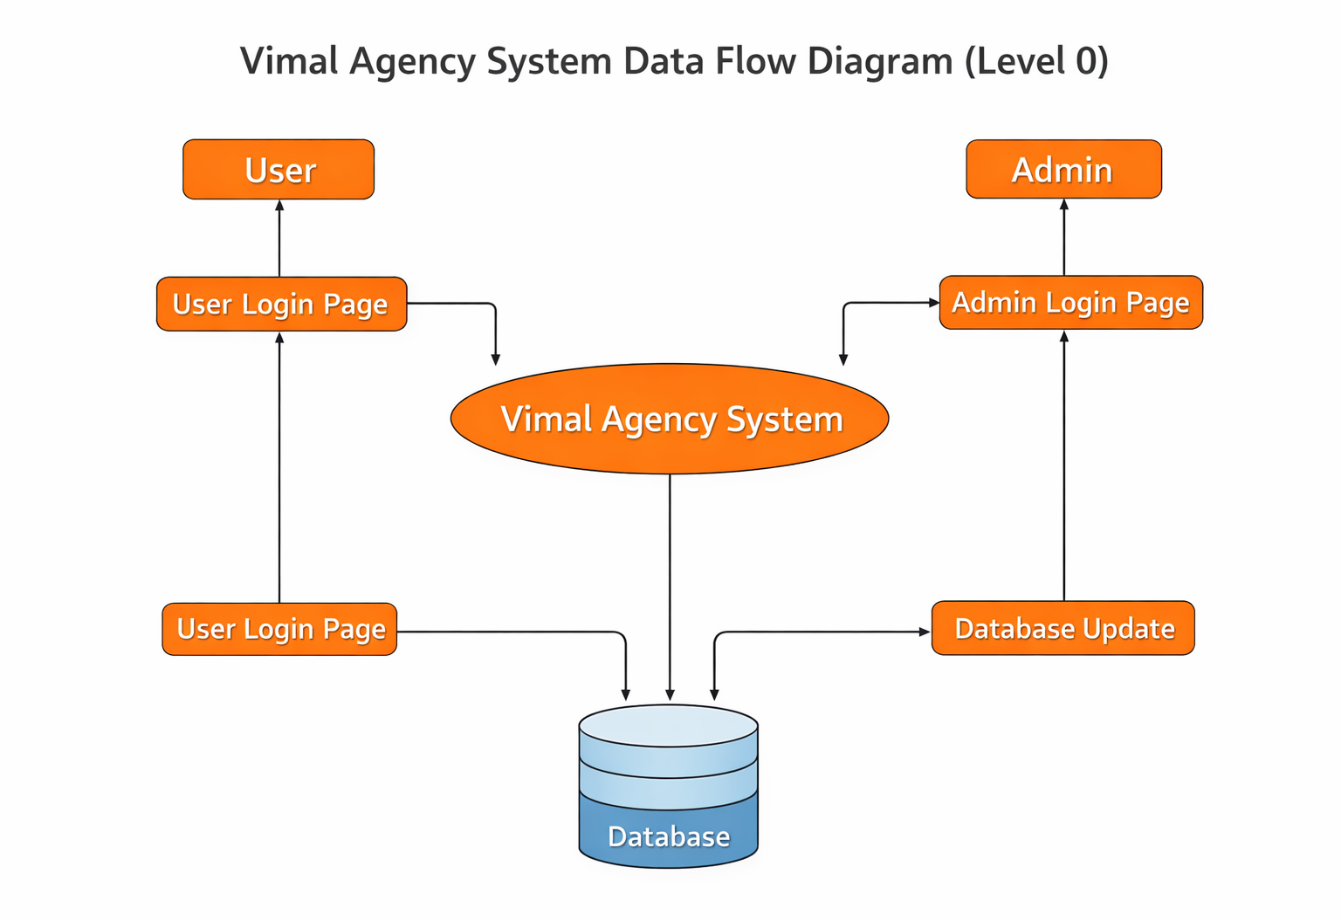 Vimal Agency System Data Flow Diagram (Level 0)
User
Admin
User Login Page
Admin Login Page
Vimal Agency System
User Login Page
Database Update
Database